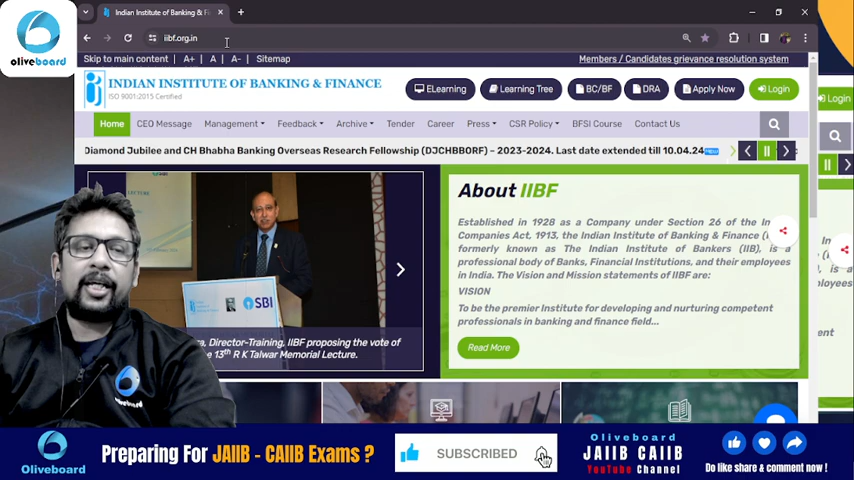 oliveboard
Indian Institute of Banking & Fi
iibf.org.in
Skip to main content | A+ | A | A- | Sitemap
Members / Candidates grievance resolution system
INDIAN INSTITUTE OF BANKING & FINANCE
ISO 9001:2015 Certified
ELearning
Learning Tree
BC/BF
DRA
Apply Now
Login
Login
Home
CEO Message
Management
Feedback
Archive
Tender
Career
Press
CSR Policy
BFSI Course
Contact Us
Diamond Jubilee and CH Bhabha Banking Overseas Research Fellowship (DJCHBBORF) – 2023-2024. Last date extended till 10.04.24
LECTURE
SBI
Director-Training, IIBF proposing the vote of
e 13th R K Talwar Memorial Lecture.
About IIBF
Established in 1928 as a Company under Section 26 of the In
Companies Act, 1913, the Indian Institute of Banking & Finance (
formerly known as The Indian Institute of Bankers (IIB), is a
professional body of Banks, Financial Institutions, and their employees
in India. The Vision and Mission statements of IIBF are:
VISION
To be the premier Institute for developing and nurturing competent
professionals in banking and finance field...
Read More
is a
ployees
ent
oliveboard
Oliveboard
Preparing For JAIIB - CAIIB Exams ?
SUBSCRIBED
Oliveboard
JAIIB CAIIB
YouTube Channel
Do like share & comment now !